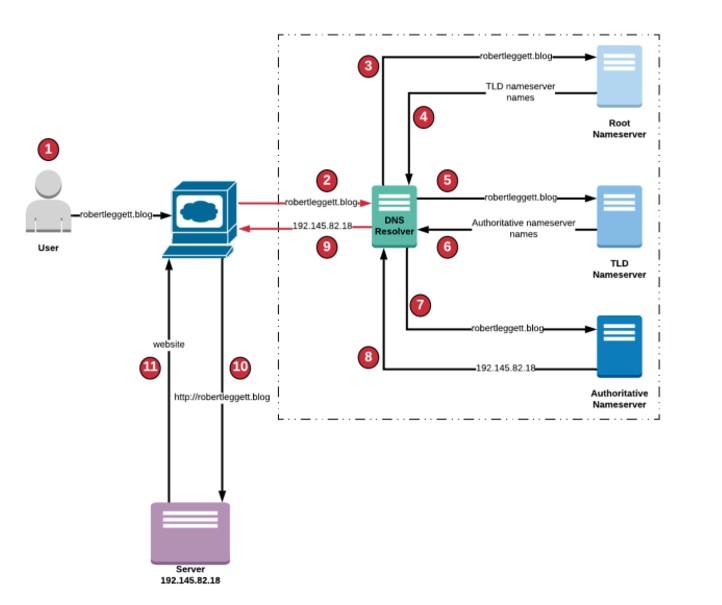 1
User
robertleggett.blog
2
robertleggett.blog
192.145.82.18
9
DNS
Resolver
3
robertleggett.blog
TLD nameserver
names
4
Root
Nameserver
5
robertleggett.blog
Authoritative nameserver
names
6
TLD
Nameserver
7
robertleggett.blog
8
192.145.82.18
Authoritative
Nameserver
website
11
10
http://robertleggett.blog
Server
192.145.82.18